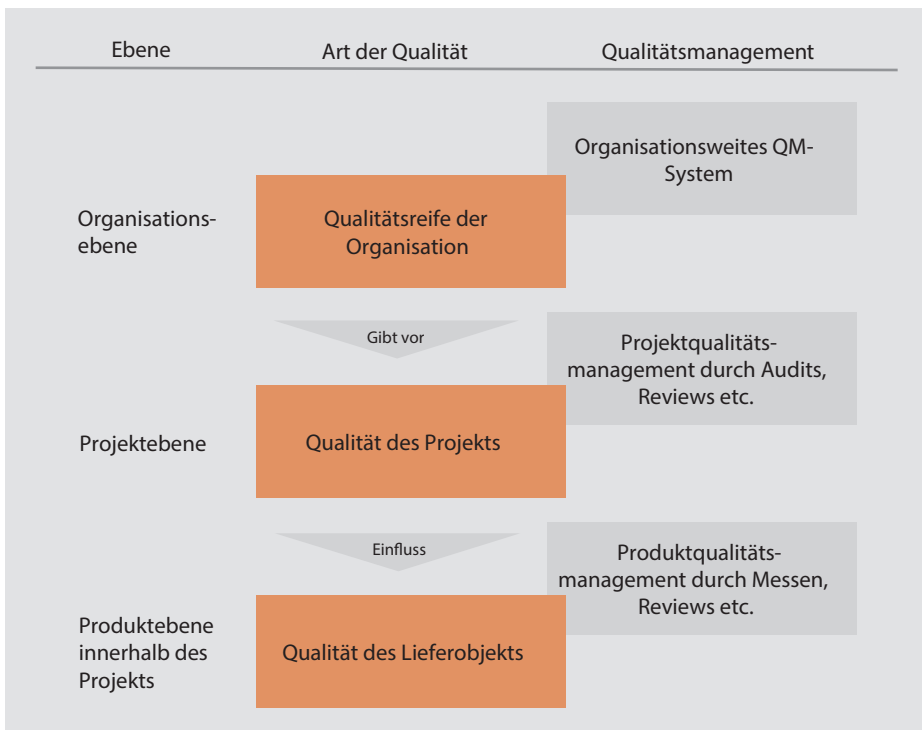 Ebene
Art der Qualität
Qualitätsmanagement
Organisationsweites QM-
System
Organisations-
ebene
Qualitätsreife der
Organisation
Gibt vor
Projektqualitäts-
management durch Audits,
Reviews etc.
Projektebene
Qualität des Projekts
Einfluss
Produktqualitäts-
management durch Messen,
Reviews etc.
Produktebene
innerhalb des
Projekts
Qualität des Lieferobjekts